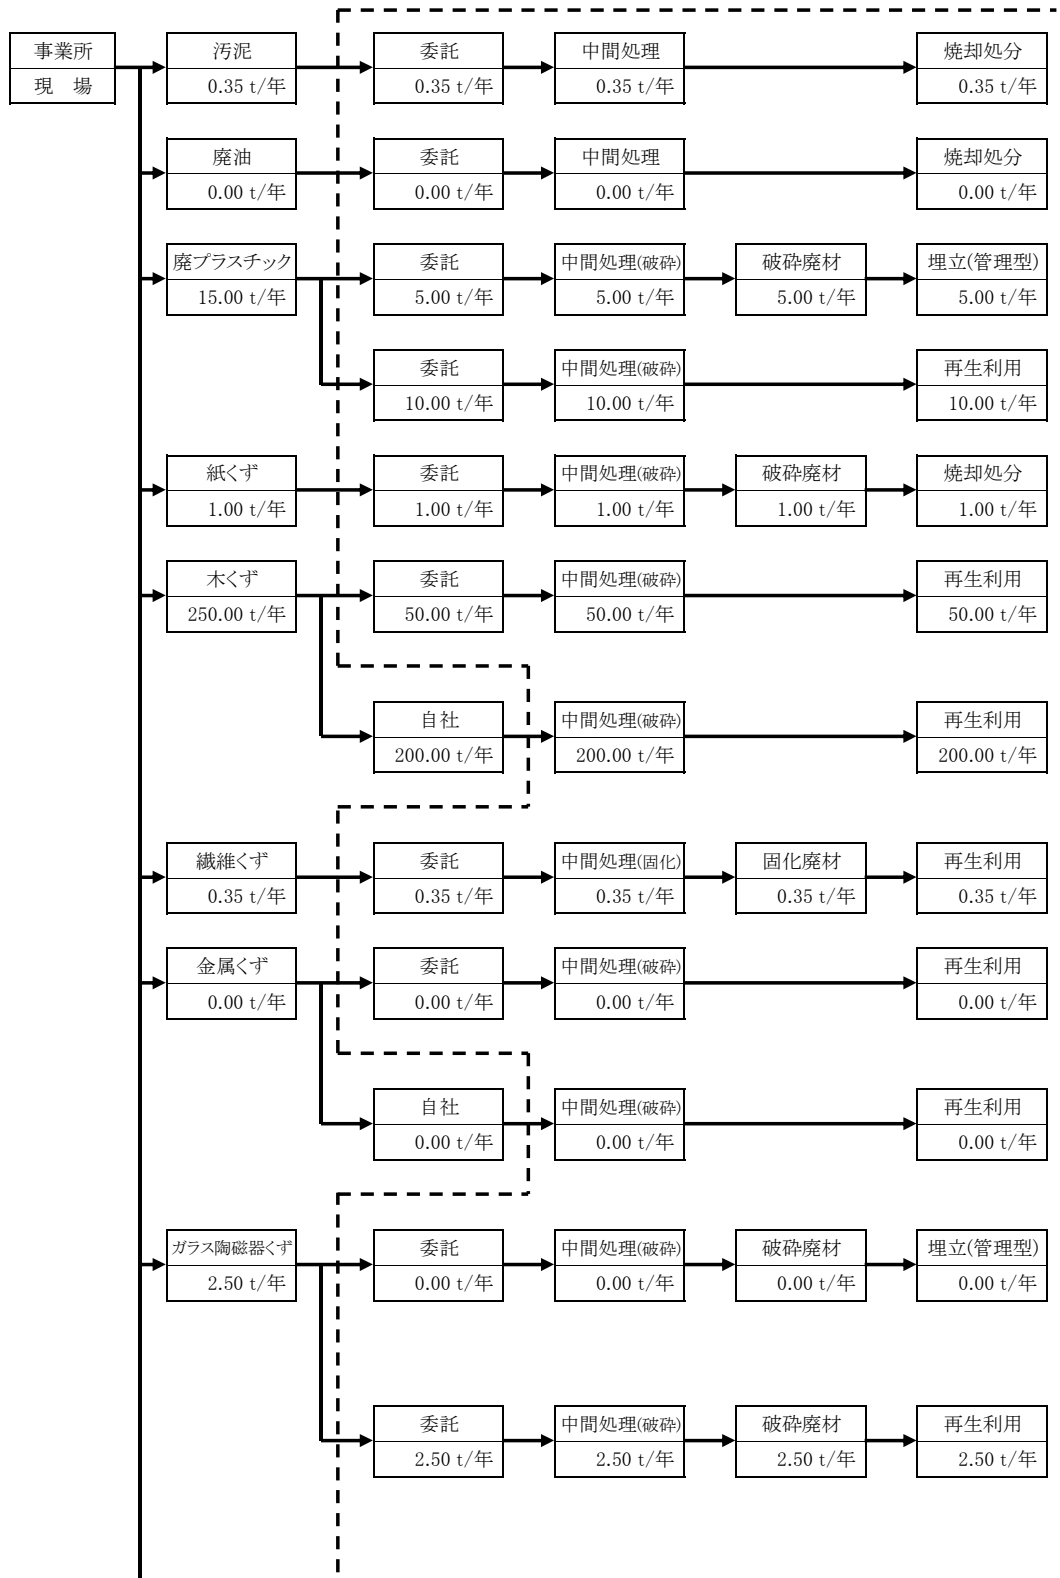 事業所
現　場
汚泥
0.35 t/年
委託
0.35 t/年
中間処理
0.35 t/年
焼却処分
0.35 t/年
廃油
0.00 t/年
委託
0.00 t/年
中間処理
0.00 t/年
焼却処分
0.00 t/年
廃プラスチック
15.00 t/年
委託
5.00 t/年
中間処理(破砕)
5.00 t/年
破砕廃材
5.00 t/年
埋立(管理型)
5.00 t/年
委託
10.00 t/年
中間処理(破砕)
10.00 t/年
再生利用
10.00 t/年
紙くず
1.00 t/年
委託
1.00 t/年
中間処理(破砕)
1.00 t/年
破砕廃材
1.00 t/年
焼却処分
1.00 t/年
木くず
250.00 t/年
委託
50.00 t/年
中間処理(破砕)
50.00 t/年
再生利用
50.00 t/年
自社
200.00 t/年
中間処理(破砕)
200.00 t/年
再生利用
200.00 t/年
繊維くず
0.35 t/年
委託
0.35 t/年
中間処理(固化)
0.35 t/年
固化廃材
0.35 t/年
再生利用
0.35 t/年
金属くず
0.00 t/年
委託
0.00 t/年
中間処理(破砕)
0.00 t/年
再生利用
0.00 t/年
自社
0.00 t/年
中間処理(破砕)
0.00 t/年
再生利用
0.00 t/年
ガラス陶磁器くず
2.50 t/年
委託
0.00 t/年
中間処理(破砕)
0.00 t/年
破砕廃材
0.00 t/年
埋立(管理型)
0.00 t/年
委託
2.50 t/年
中間処理(破砕)
2.50 t/年
破砕廃材
2.50 t/年
再生利用
2.50 t/年